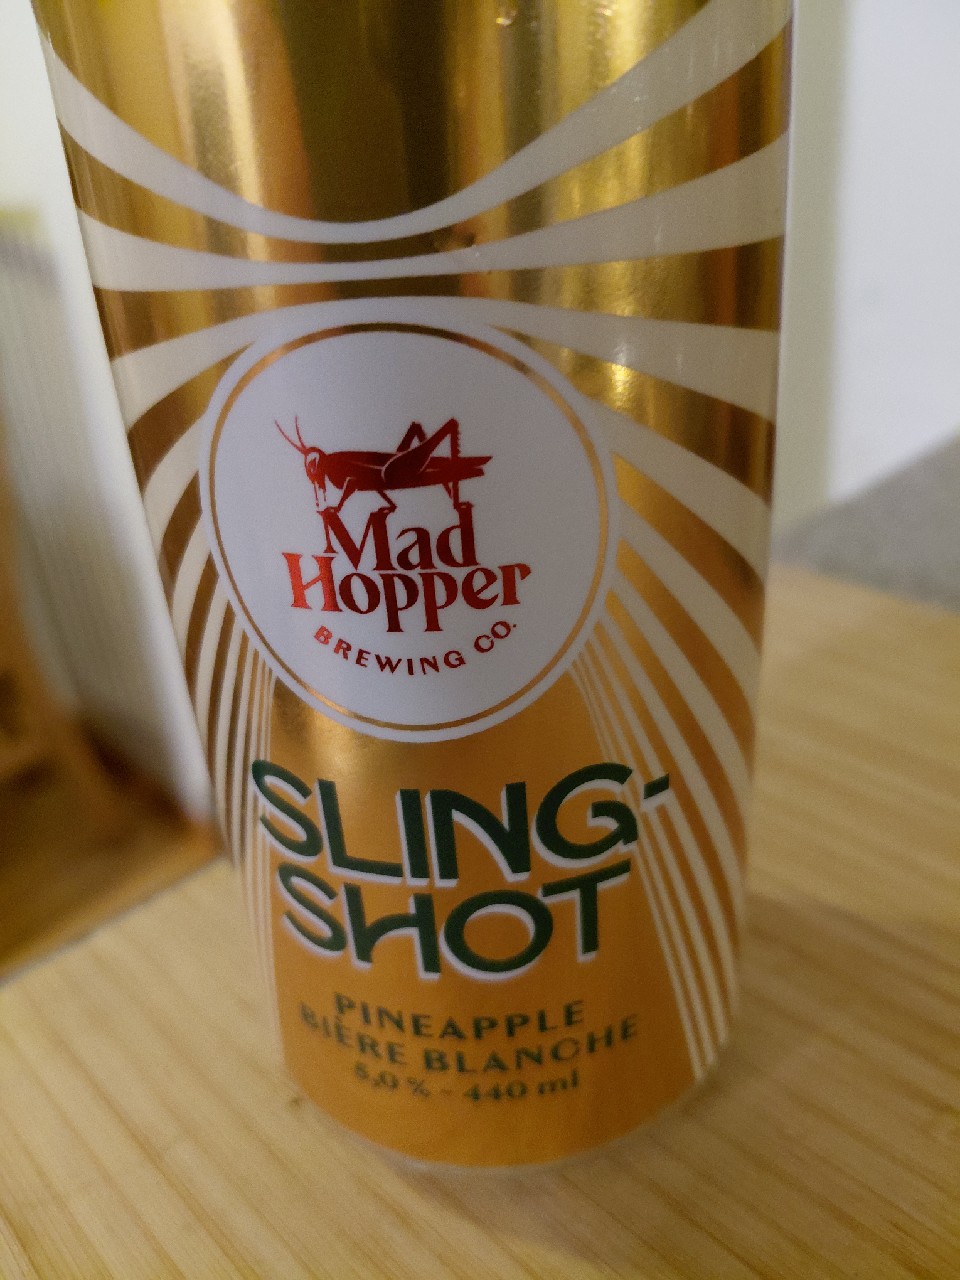 Mad
Hopper
BREWING CO.
SLING-
SHOT
PINEAPPLE
BIÈRE BLANCHE
5,0 % - 440 ml